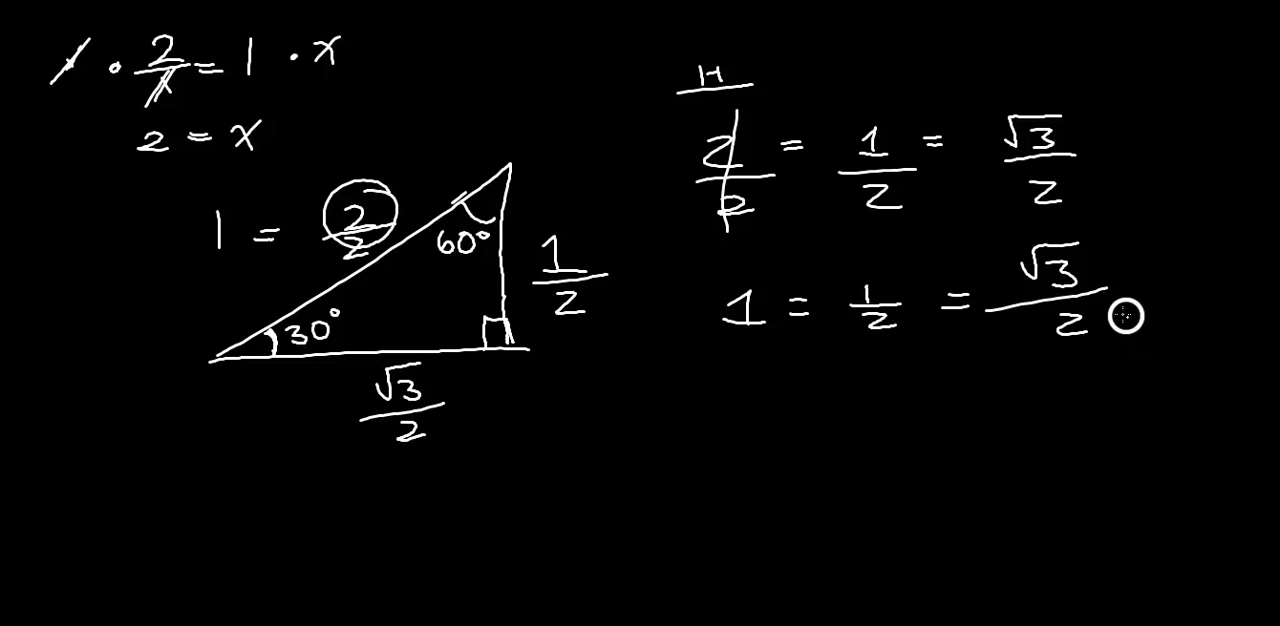 1 · 2/1 = 1 · x
2 = x
1 = 2/2
60°
1/2
30°
√3/2
H
2/2 = 1/2 = √3/2
1 = 1/2 = √3/2